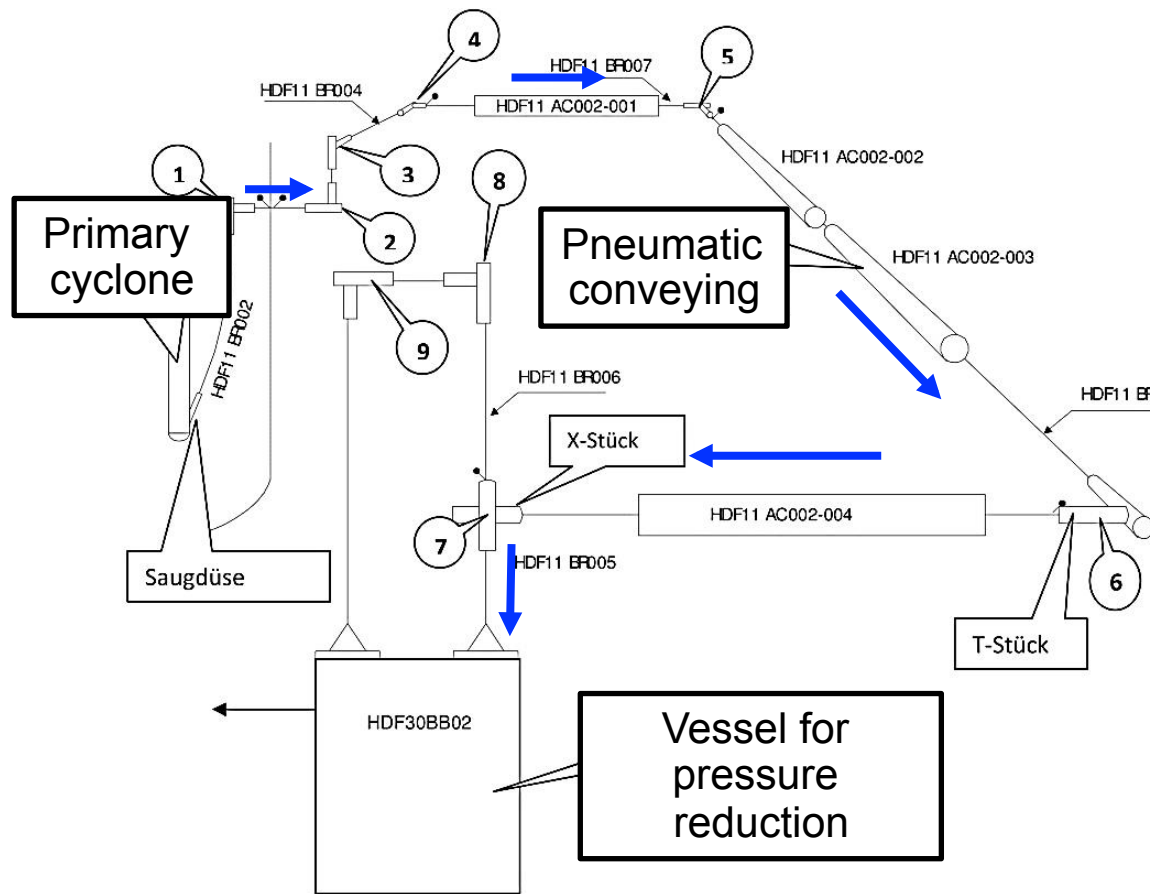 4
HDF11 BR007
5
HDF11 BR004
HDF11 AC002-001
3
HDF11 AC002-002
1
8
2
Primary
cyclone
Pneumatic
conveying
HDF11 AC002-003
HDF11 BR002
9
HDF11 BR006
HDF11 BR
X-Stück
7
HDF11 AC002-004
HDF11 BR005
6
Saugdüse
T-Stück
HDF30BB02
Vessel for
pressure
reduction